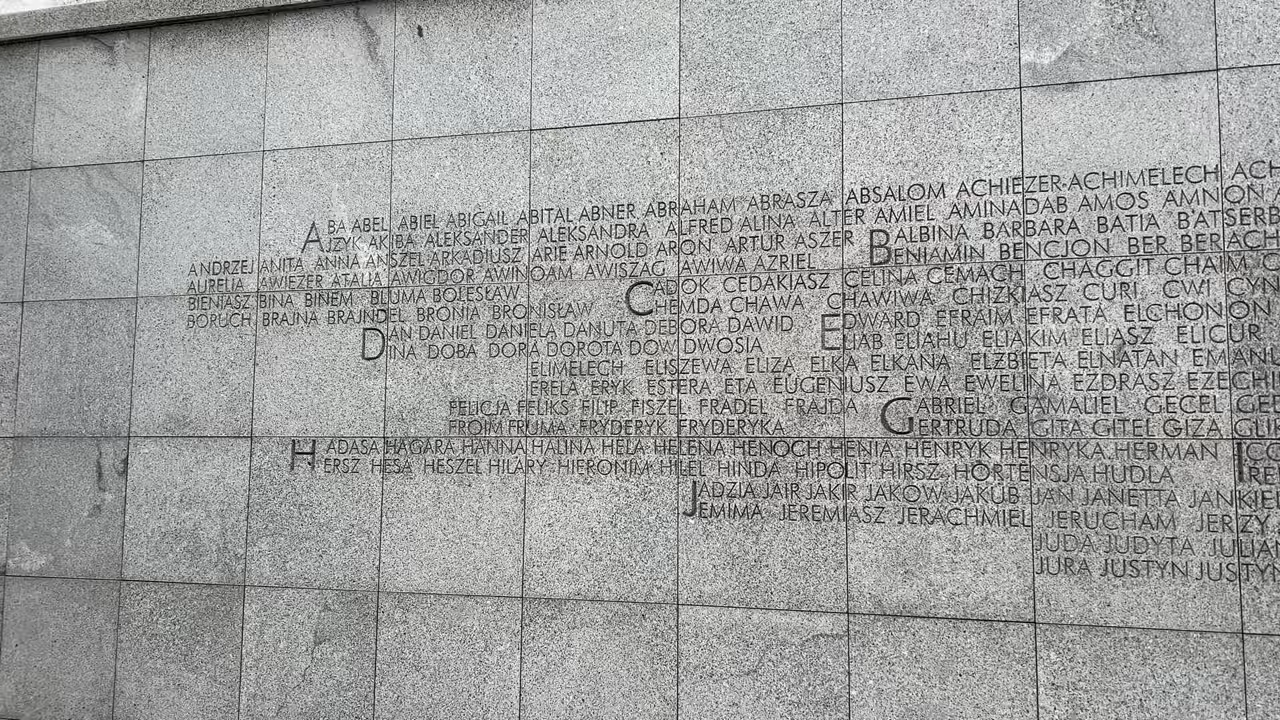 ABA ABEL ABIEL ABIGAIL ABITAL ABNER ABRAHAM ABRASZA ABSALOM ACHIEZER ACHIMELECH ACH
AJZYK AKIBA ALEKSANDER ALEKSANDRA ALFRED ALINA ALTER AMIEL AMINADAB AMOS AMNON
ANDRZEJ ANITA ANNA ANSZEL ARKADIUSZ ARIE ARNOLD ARON ARTUR ASZER BALBINA BARBARA BATIA BATSERB
AURELIA AWIEZER ATALIA AWIGDOR AWINOAM AWISZAG AWIWA AZRIEL BENIAMIN BENCJON BER BERACH
BIENIASZ BINA BINEM BLUMA BOLESŁAW CADOK CEDAKIASZ CELINA CEMACH CHAGGIT CHAIM
BORUCH BRAJNA BRAJNDEL BRONIA BRONISŁAW CHEMDA CHAWA CHAWIWA CHIZKIASZ CURI CWI CYN
DAN DANIEL DANIELA DANUTA DEBORA DAWID EDWARD EFRAIM EFRATA ELCHONON
DINA DOBA DORA DOROTA DOW DWOSIA ELIAB ELIAHU ELIAKIM ELIASZ ELICUR
ELIMELECH ELISZEWA ELIZA ELKA ELKANA ELŻBIETA ELNATAN EMANU
ERELA ERYK ESTERA ETA EUGENIUSZ EWA EWELINA EZDRASZ EZECHI
FELICJA FELIKS FILIP FISZEL FRADEL FRAJDA GABRIEL GAMALIEL GECEL GE
FROIM FRUMA FRYDERYK FRYDERYKA GERTRUDA GITA GITEL GIZA GLI
HADASA HAGARA HANNA HALINA HELA HELENA HENOCH HENIA HENRYK HENRYKA HERMAN IC
HERSZ HESA HESZEL HILARY HIERONIM HILEL HINDA HIPOLIT HIRSZ HORTENSJA HUDLA IRE
JADZIA JAIR JAKIR JAKOW JAKUB JAN JANETTA JANKIE
JEMIMA JEREMIASZ JERACHMIEL JERUCHAM JERZY
JUDA JUDYTA JULIAN
JURA JUSTYN JUSTYN